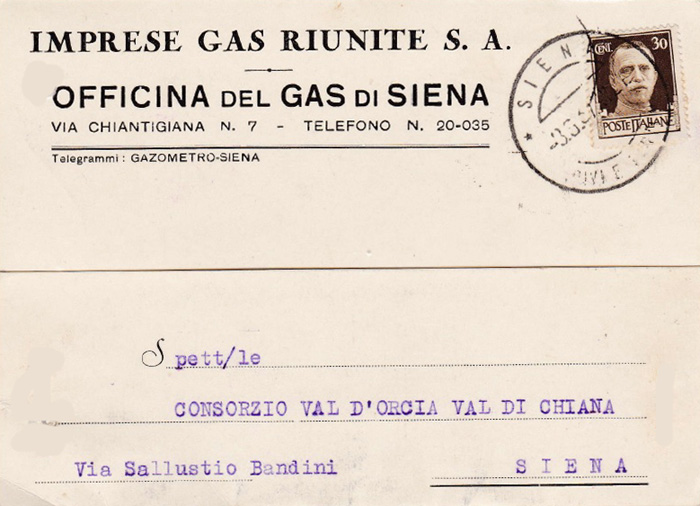 IMPRESE GAS RIUNITE S. A.
OFFICINA DEL GAS DI SIENA
VIA CHIANTIGIANA N. 7 - TELEFONO N. 20-035
Telegrammi: GAZOMETRO-SIENA
CENT. 30
POSTE ITALIANE
* SIENA
Spett/le
CONSORZIO VAL D'ORCIA VAL DI CHIANA
Via Sallustio Bandini SIENA